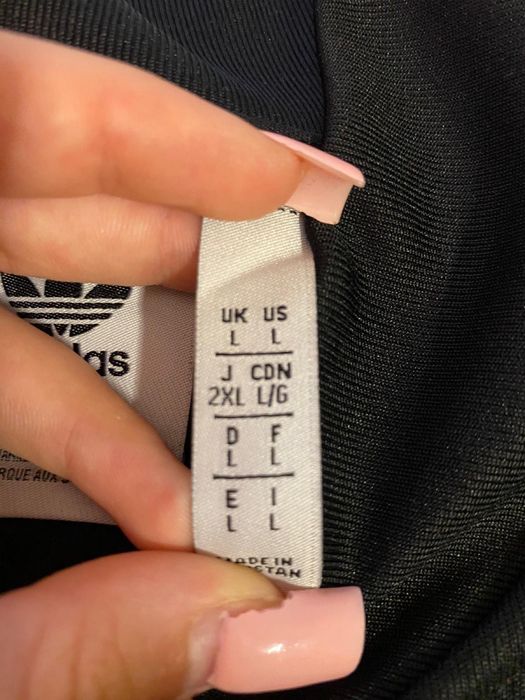 UK US
L L
J CDN
2XL L/G
D F
L L
E I
L L
MADE IN